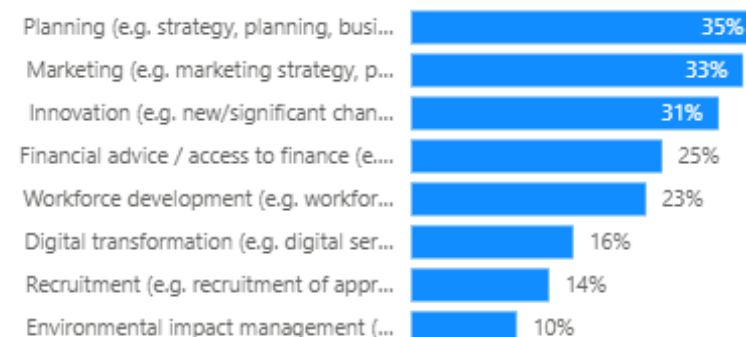 Planning (e.g. strategy, planning, busi... 35%
Marketing (e.g. marketing strategy, p... 33%
Innovation (e.g. new/significant chan... 31%
Financial advice / access to finance (e.... 25%
Workforce development (e.g. workfor... 23%
Digital transformation (e.g. digital ser... 16%
Recruitment (e.g. recruitment of appr... 14%
Environmental impact management (... 10%